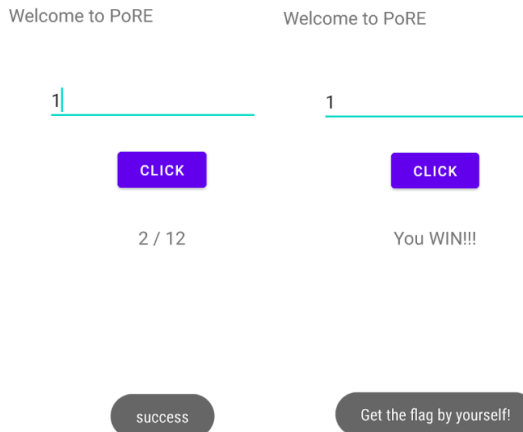 Welcome to PoRE
1
CLICK
2 / 12
success
Welcome to PoRE
1
CLICK
You WIN!!!
Get the flag by yourself!